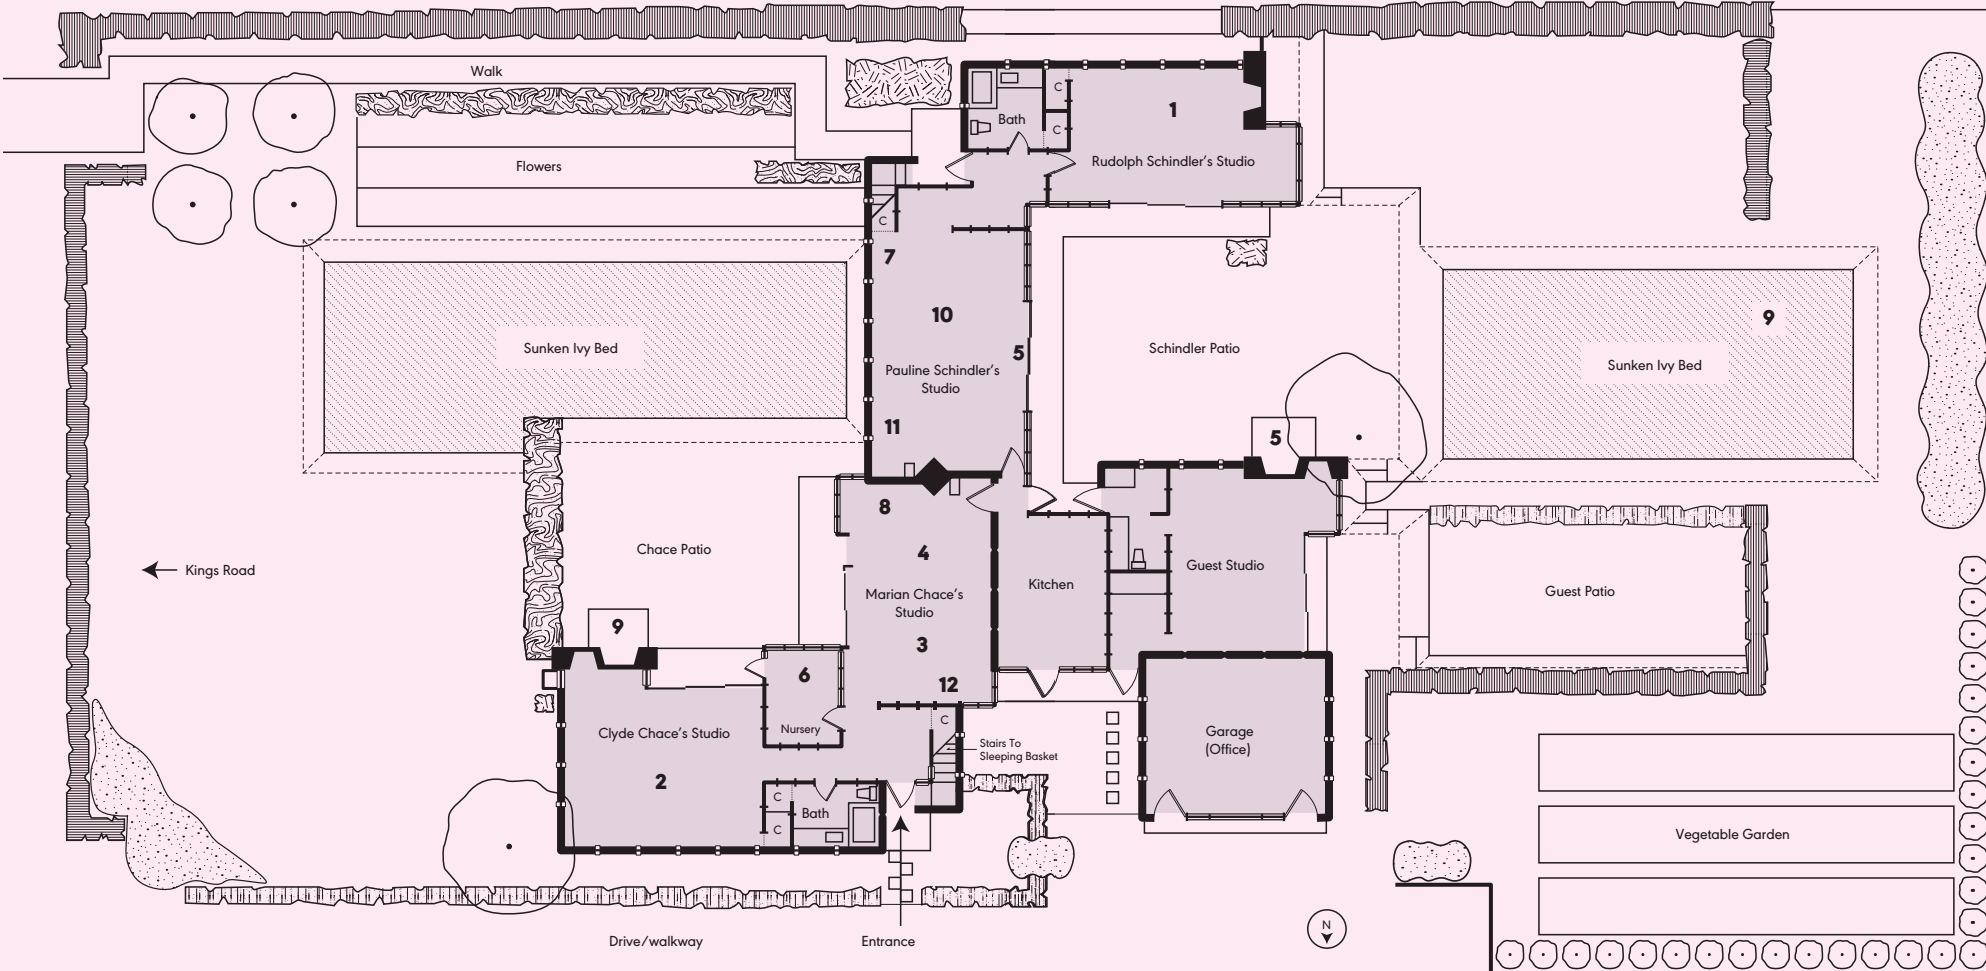 Walk
C
1
Bath
C
Rudolph Schindler's Studio
Flowers
C
7
10
9
Sunken Ivy Bed
5
Schindler Patio
Sunken Ivy Bed
Pauline Schindler's
Studio
11
5
8
Chace Patio
4
Kings Road
Marian Chace's
Studio
Kitchen
Guest Studio
Guest Patio
9
3
6
12
Clyde Chace's Studio
Nursery
C
Stairs To
Sleeping Basket
Garage
(Office)
2
C
Bath
C
Vegetable Garden
N
Drive/walkway
Entrance